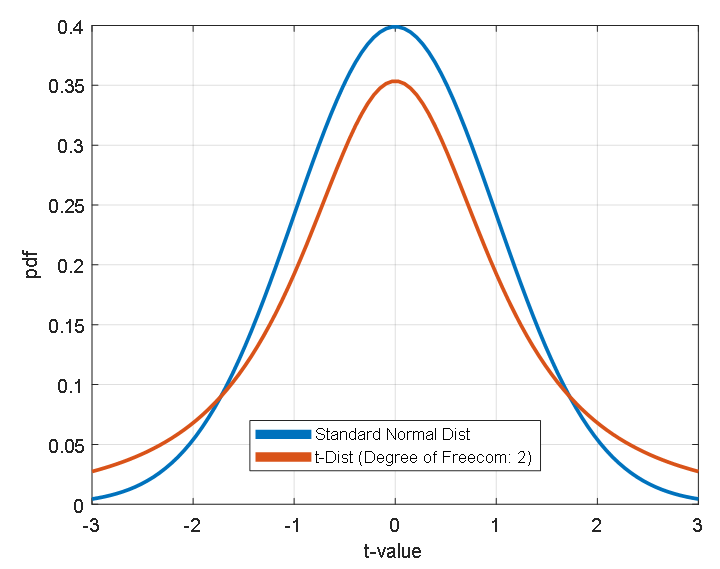 0.4
0.35
0.3
0.25
0.2
0.15
0.1
0.05
0
pdf
Standard Normal Dist
t-Dist (Degree of Freecom: 2)
-3 -2 -1 0 1 2 3
t-value